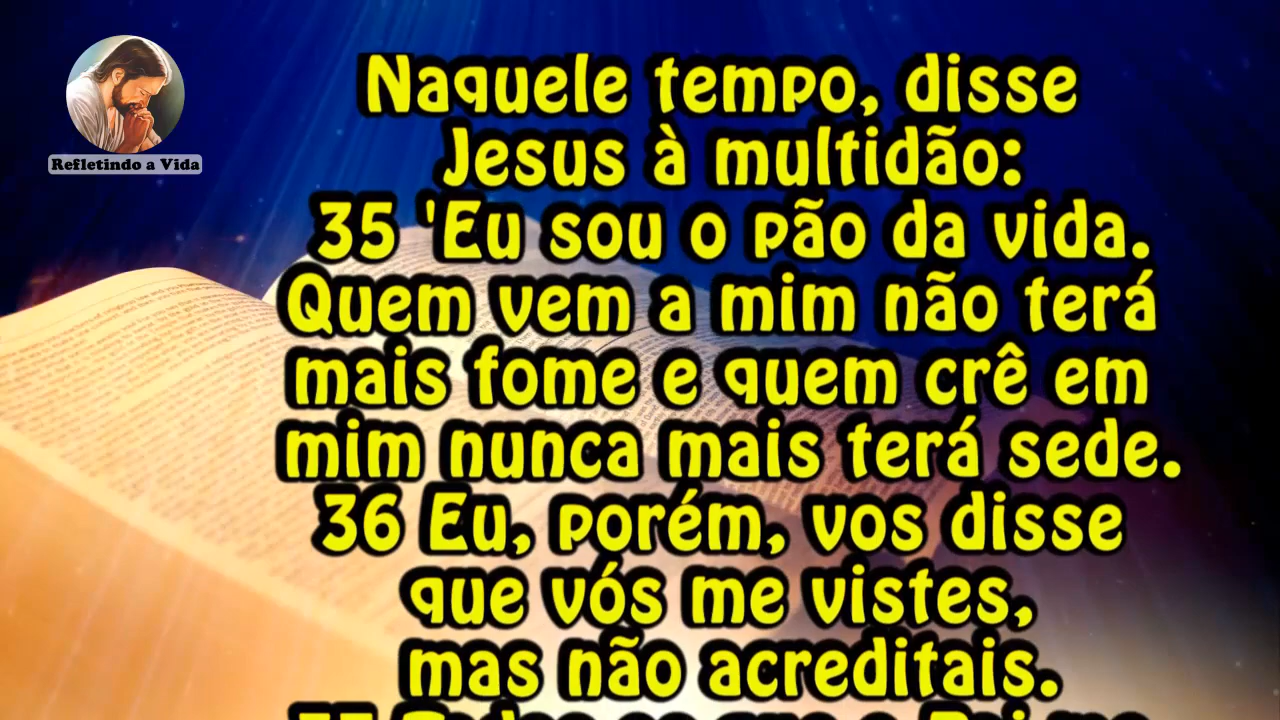 Refletindo a Vida
Naquele tempo, disse
Jesus à multidão:
35 'Eu sou o pão da vida.
Quem vem a mim não terá
mais fome e quem crê em
mim nunca mais terá sede.
36 Eu, porém, vos disse
que vós me vistes,
mas não acreditais.